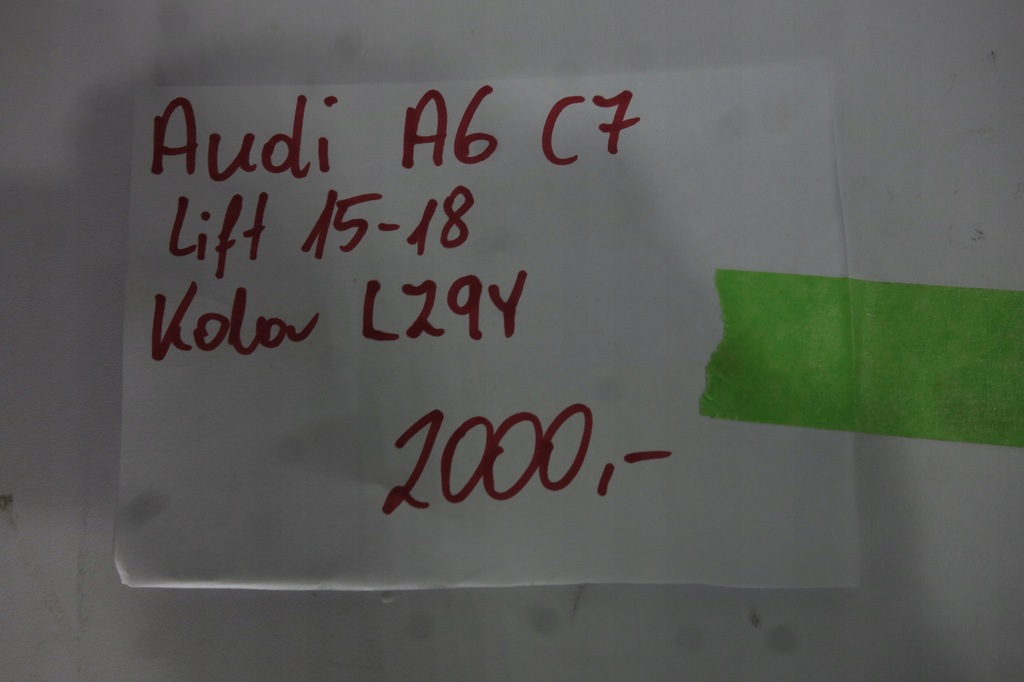 Audi A6 C7
Lift 15-18
Kolor LZ9Y
2000,-